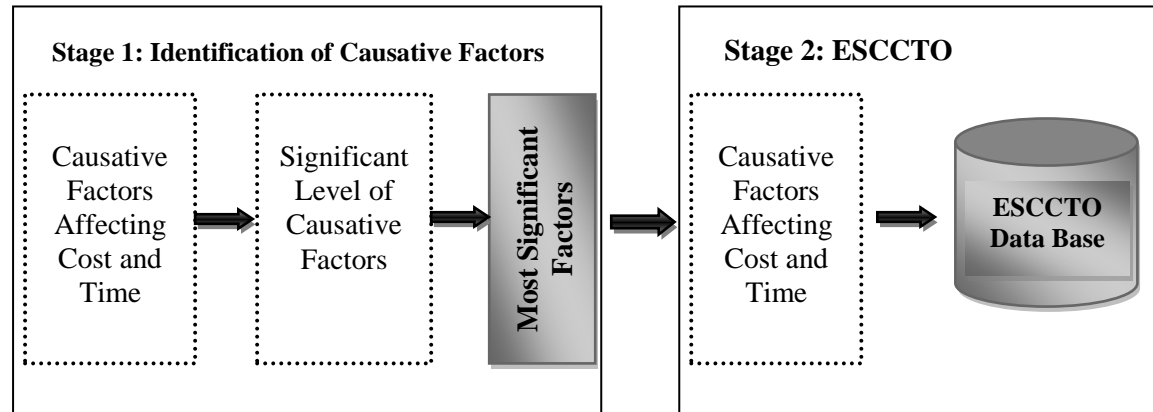 Stage 1: Identification of Causative Factors
Causative
Factors
Affecting
Cost and
Time
Significant
Level of
Causative
Factors
Most Significant
Factors
Stage 2: ESCCTO
Causative
Factors
Affecting
Cost and
Time
ESCCTO
Data Base